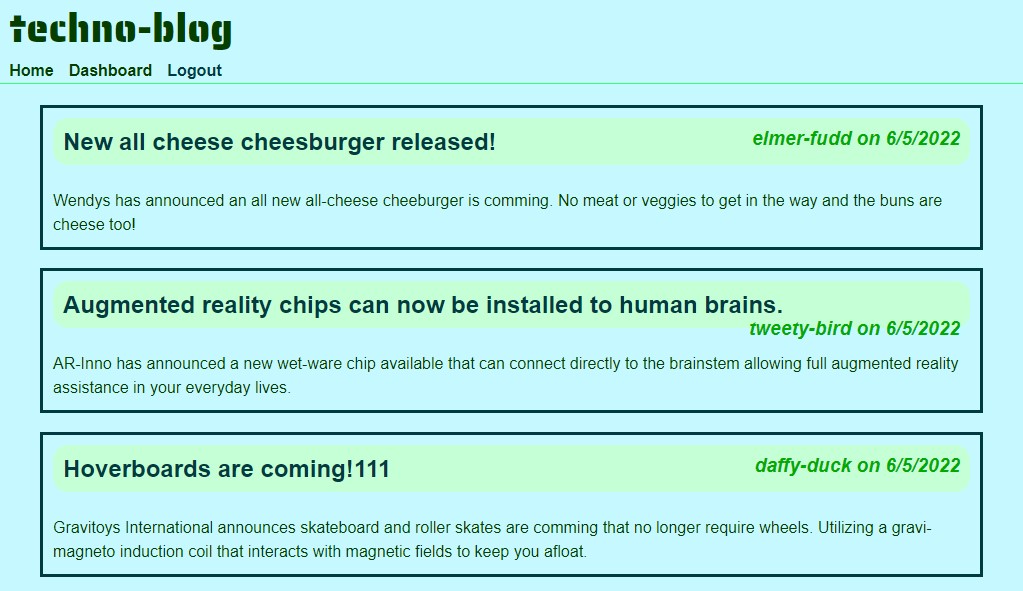 techno-blog
Home Dashboard Logout
New all cheese cheesburger released! elmer-fudd on 6/5/2022
Wendys has announced an all new all-cheese cheeburger is comming. No meat or veggies to get in the way and the buns are
cheese too!
Augmented reality chips can now be installed to human brains.
tweety-bird on 6/5/2022
AR-Inno has announced a new wet-ware chip available that can connect directly to the brainstem allowing full augmented reality
assistance in your everyday lives.
Hoverboards are coming!111 daffy-duck on 6/5/2022
Gravitoys International announces skateboard and roller skates are comming that no longer require wheels. Utilizing a gravi-
magneto induction coil that interacts with magnetic fields to keep you afloat.